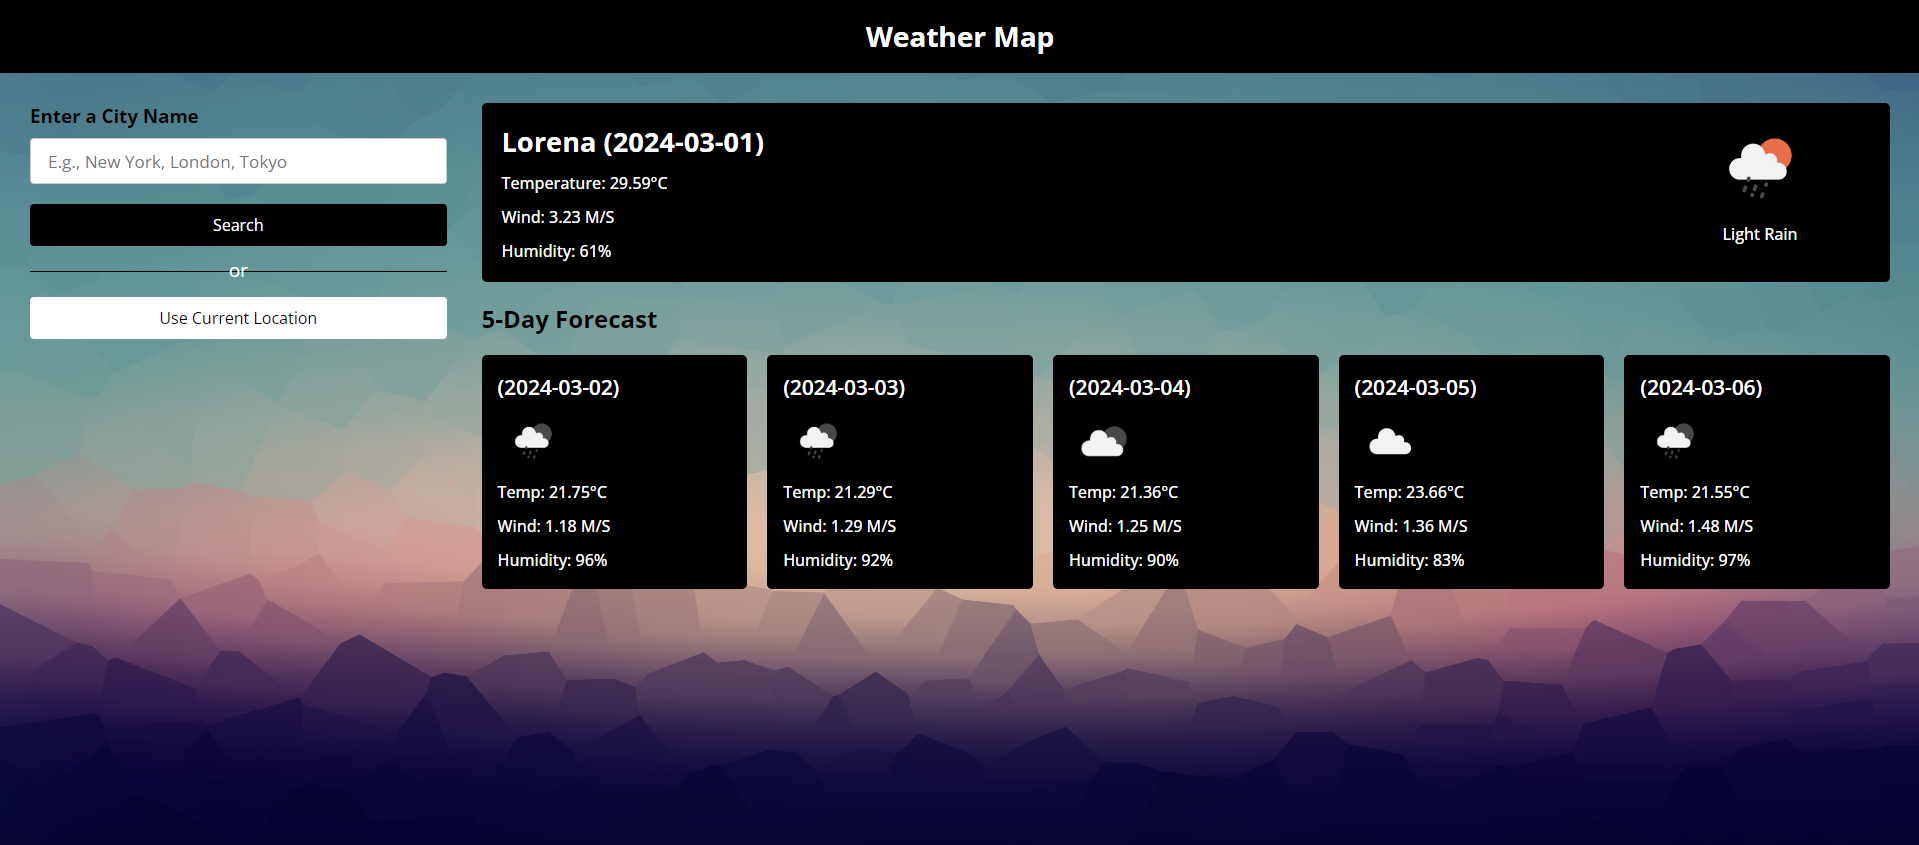 Weather Map
Enter a City Name
E.g., New York, London, Tokyo
Search
or
Use Current Location
Lorena (2024-03-01)
Temperature: 29.59°C
Wind: 3.23 M/S
Humidity: 61%
Light Rain
5-Day Forecast
(2024-03-02)
Temp: 21.75°C
Wind: 1.18 M/S
Humidity: 96%
(2024-03-03)
Temp: 21.29°C
Wind: 1.29 M/S
Humidity: 92%
(2024-03-04)
Temp: 21.36°C
Wind: 1.25 M/S
Humidity: 90%
(2024-03-05)
Temp: 23.66°C
Wind: 1.36 M/S
Humidity: 83%
(2024-03-06)
Temp: 21.55°C
Wind: 1.48 M/S
Humidity: 97%